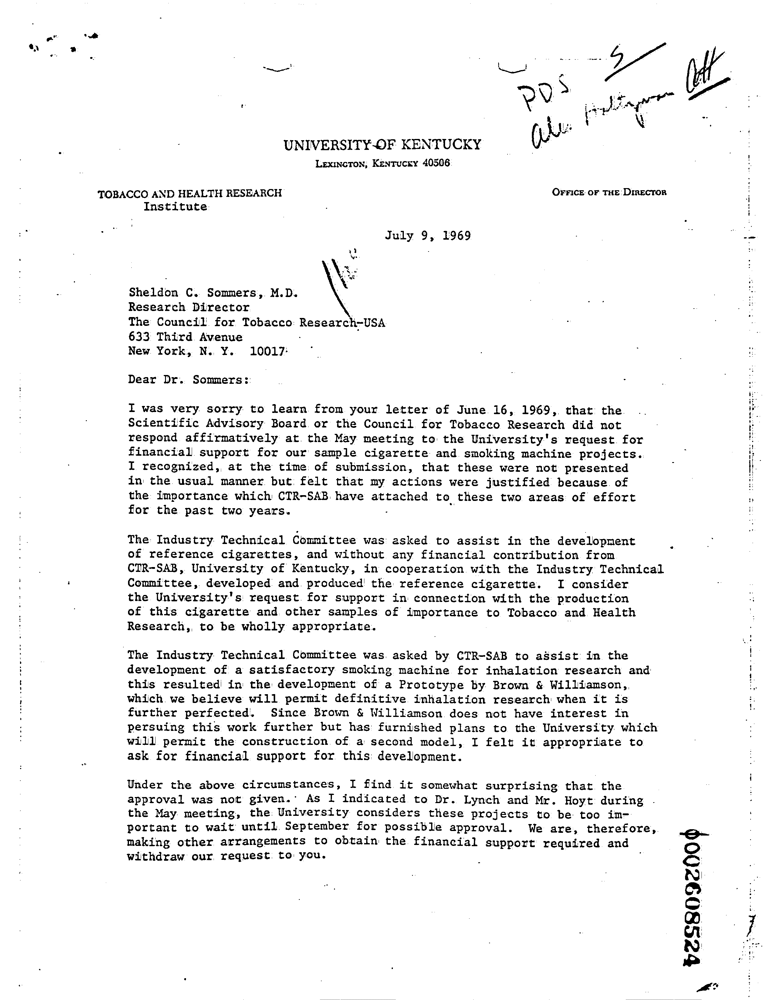 PDS 5
Alex Holtzman
UNIVERSITY OF KENTUCKY
LEXINGTON, KENTUCKY 40506
TOBACCO AND HEALTH RESEARCH
Institute
OFFICE OF THE DIRECTOR
July 9, 1969
Sheldon C. Sommers, M.D.
Research Director
The Council for Tobacco Research-USA
633 Third Avenue
New York, N. Y. 10017
Dear Dr. Sommers:
I was very sorry to learn from your letter of June 16, 1969, that the
Scientific Advisory Board or the Council for Tobacco Research did not
respond affirmatively at the May meeting to the University's request for
financial support for our sample cigarette and smoking machine projects.
I recognized, at the time of submission, that these were not presented
in the usual manner but felt that my actions were justified because of
the importance which CTR-SAB have attached to these two areas of effort
for the past two years.
The Industry Technical Committee was asked to assist in the development
of reference cigarettes, and without any financial contribution from
CTR-SAB, University of Kentucky, in cooperation with the Industry Technical
Committee, developed and produced the reference cigarette. I consider
the University's request for support in connection with the production
of this cigarette and other samples of importance to Tobacco and Health
Research, to be wholly appropriate.
The Industry Technical Committee was asked by CTR-SAB to assist in the
development of a satisfactory smoking machine for inhalation research and
this resulted in the development of a Prototype by Brown & Williamson,
which we believe will permit definitive inhalation research when it is
further perfected. Since Brown & Williamson does not have interest in
persuing this work further but has furnished plans to the University which
will permit the construction of a second model, I felt it appropriate to
ask for financial support for this development.
Under the above circumstances, I find it somewhat surprising that the
approval was not given. As I indicated to Dr. Lynch and Mr. Hoyt during
the May meeting, the University considers these projects to be too im-
portant to wait until September for possible approval. We are, therefore,
making other arrangements to obtain the financial support required and
withdraw our request to you.
0002608524